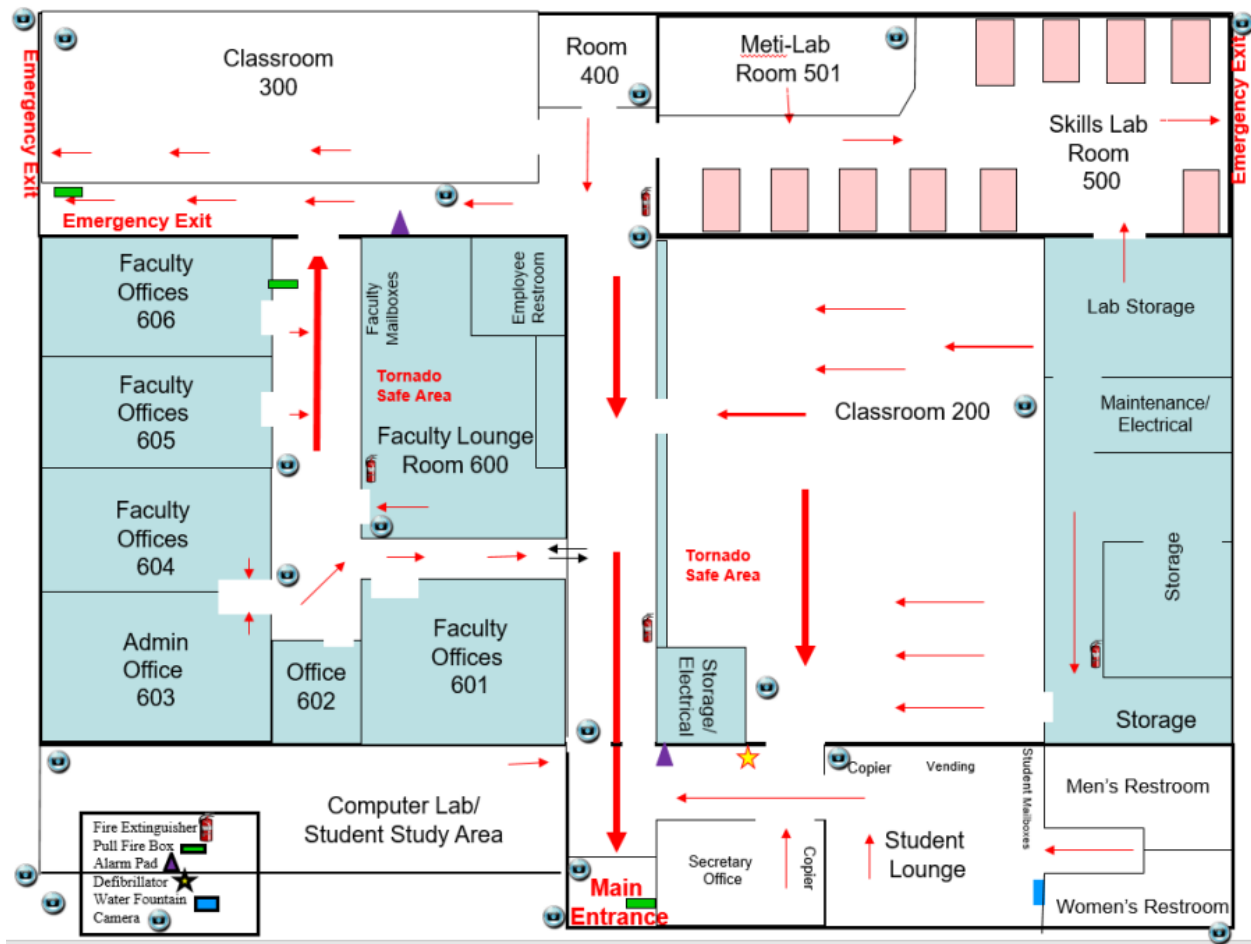 Emergency Exit
Classroom
300
Room
400
Meti-Lab
Room 501
Skills Lab
Room
500
Emergency Exit
Emergency Exit
Faculty
Offices
606
Faculty
Mailboxes
Employee
Restroom
Lab Storage
Tornado
Safe Area
Faculty
Offices
605
Faculty Lounge
Room 600
Classroom 200
Maintenance/
Electrical
Faculty
Offices
604
Tornado
Safe Area
Storage
Admin
Office
603
Office
602
Faculty
Offices
601
Storage/
Electrical
Storage
Copier
Vending
Student Mailboxes
Men's Restroom
Computer Lab/
Student Study Area
Secretary
Office
Copier
Student
Lounge
Main
Entrance
Women's Restroom
Fire Extinguisher
Pull Fire Box
Alarm Pad
Defibrillator
Water Fountain
Camera